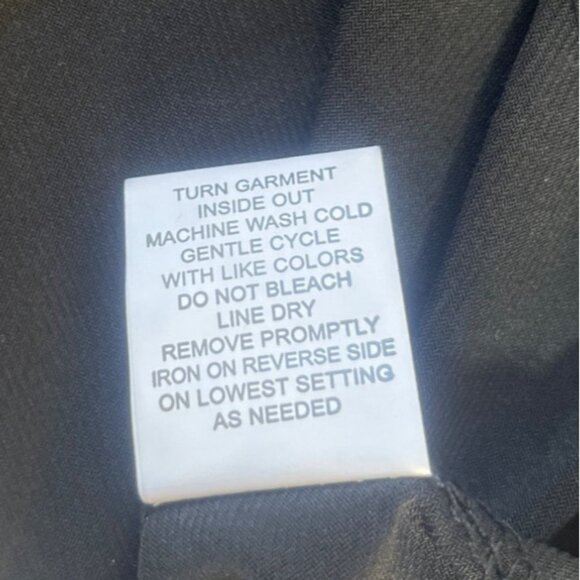 TURN GARMENT
INSIDE OUT
MACHINE WASH COLD
GENTLE CYCLE
WITH LIKE COLORS
DO NOT BLEACH
LINE DRY
REMOVE PROMPTLY
IRON ON REVERSE SIDE
ON LOWEST SETTING
AS NEEDED